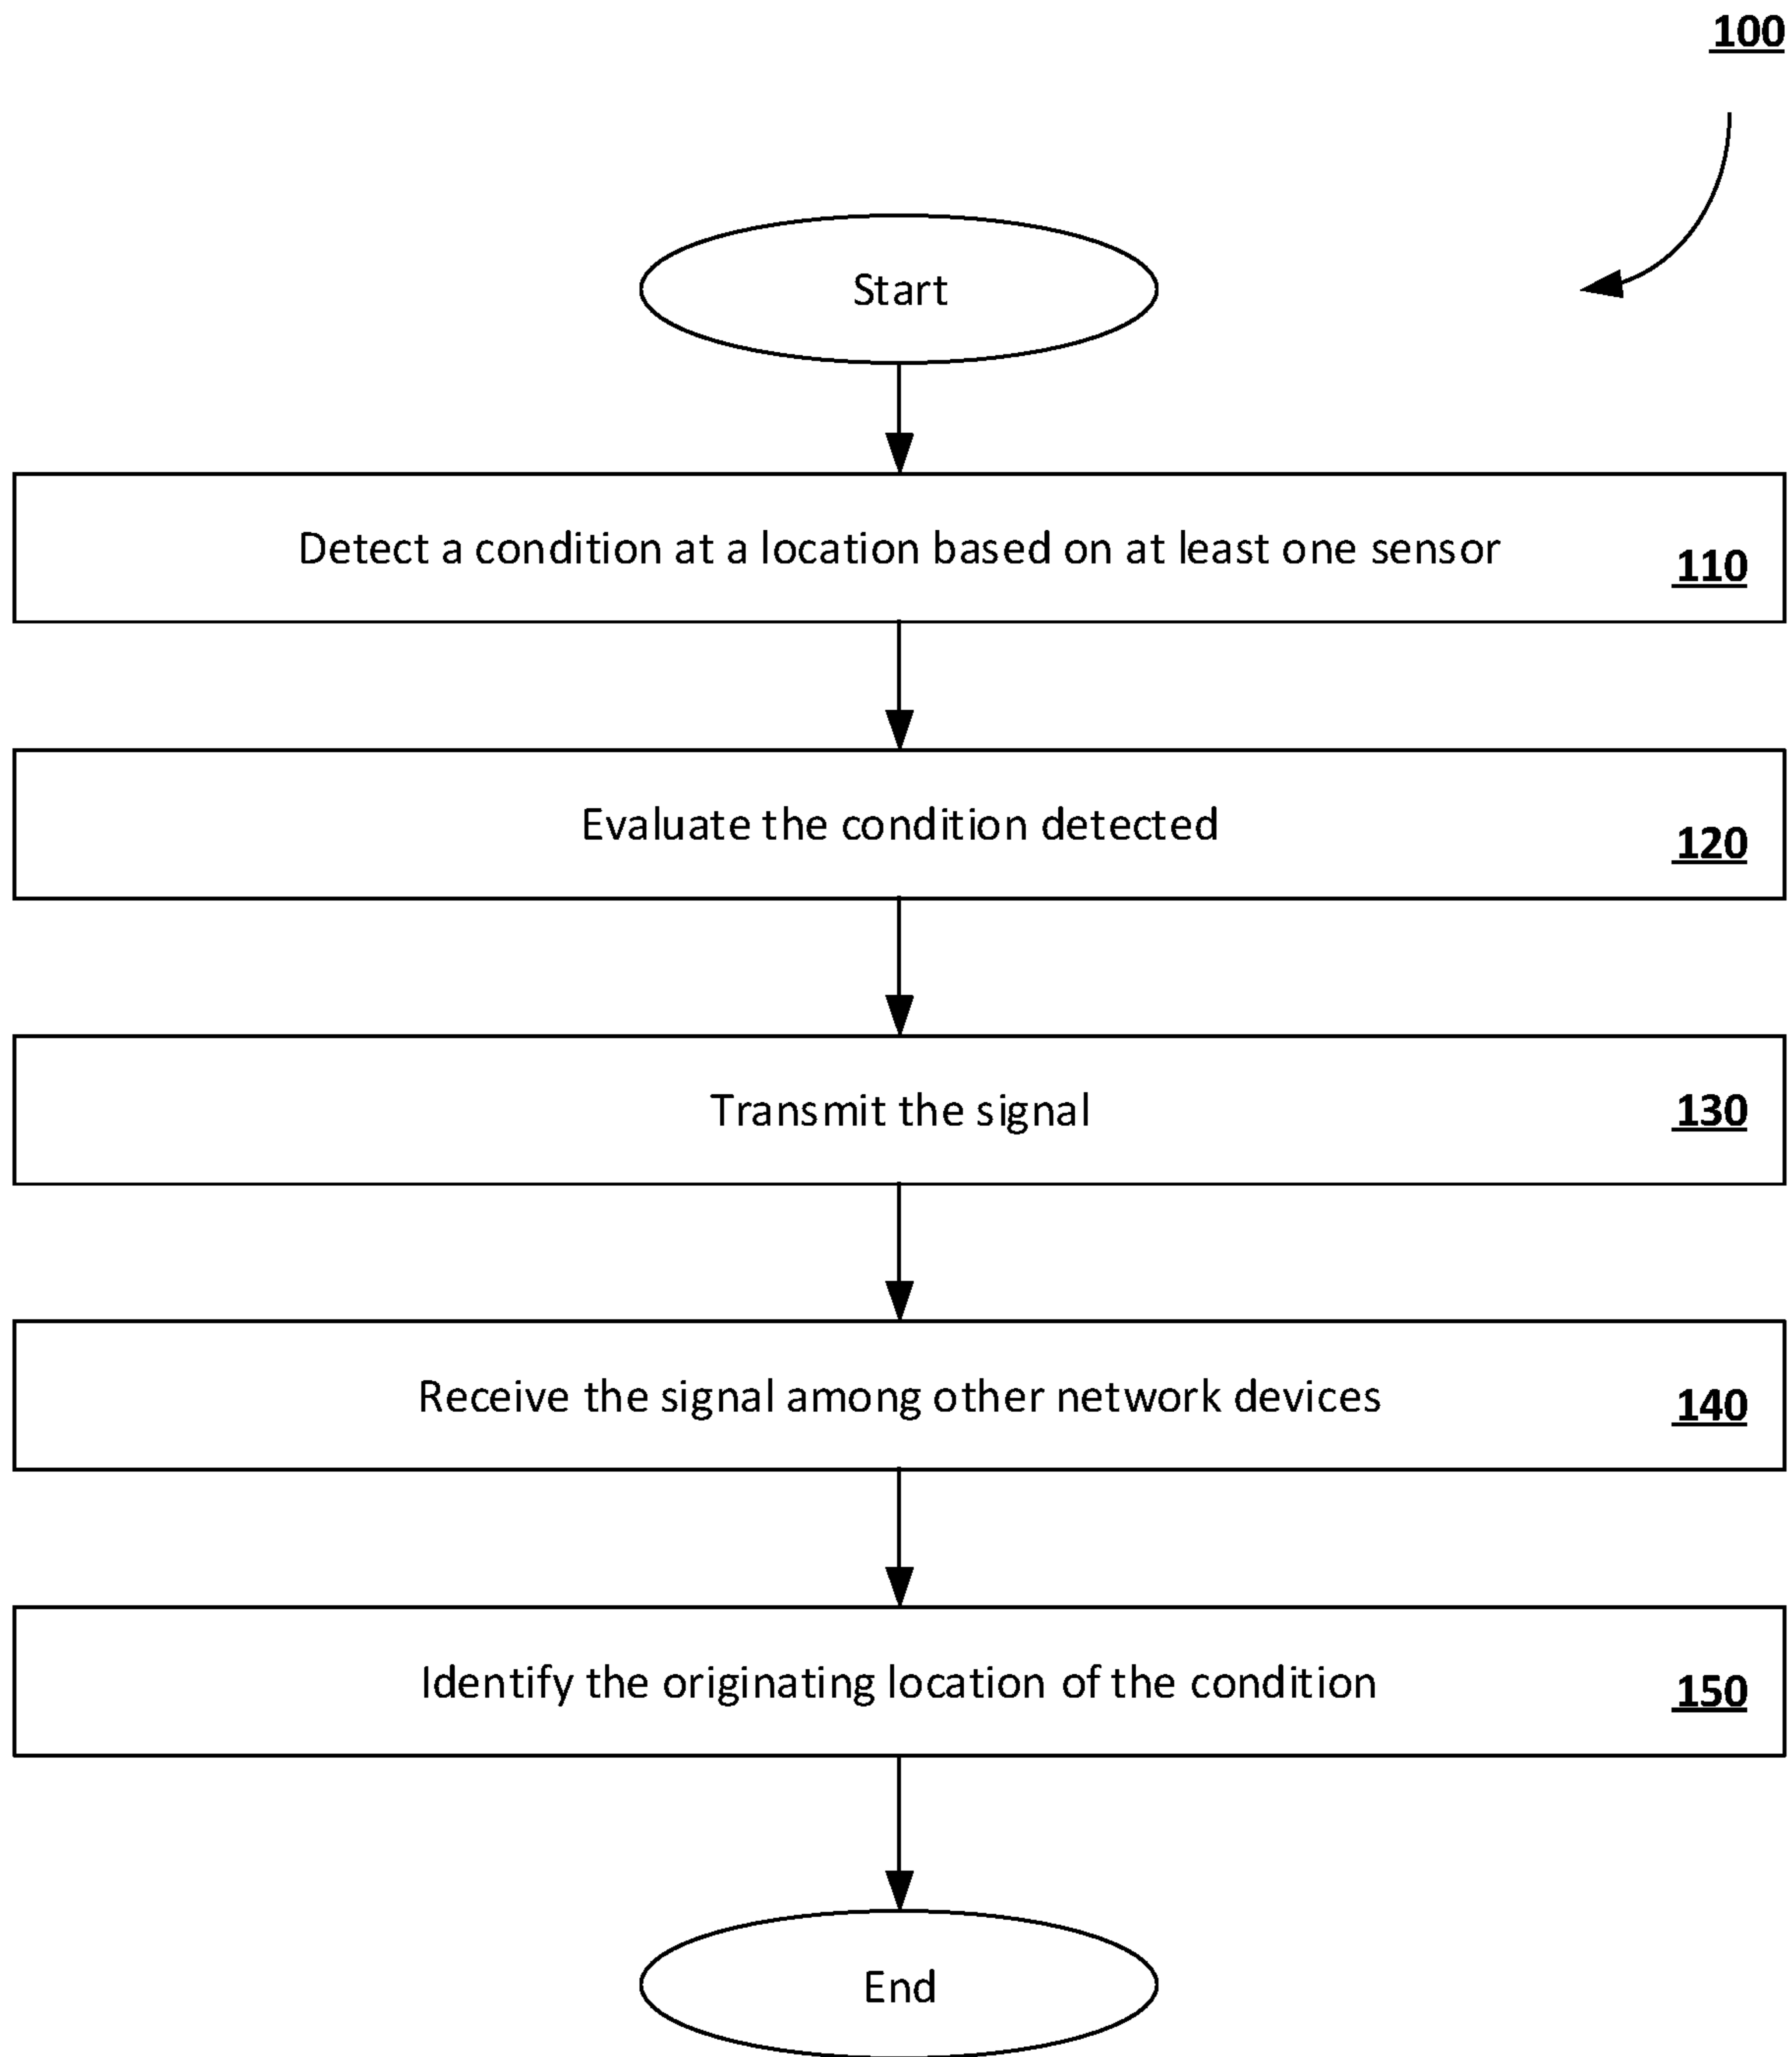 100
Start
Detect a condition at a location based on at least one sensor
110
Evaluate the condition detected
120
Transmit the signal
130
Receive the signal among other network devices
140
Identify the originating location of the condition
150
End